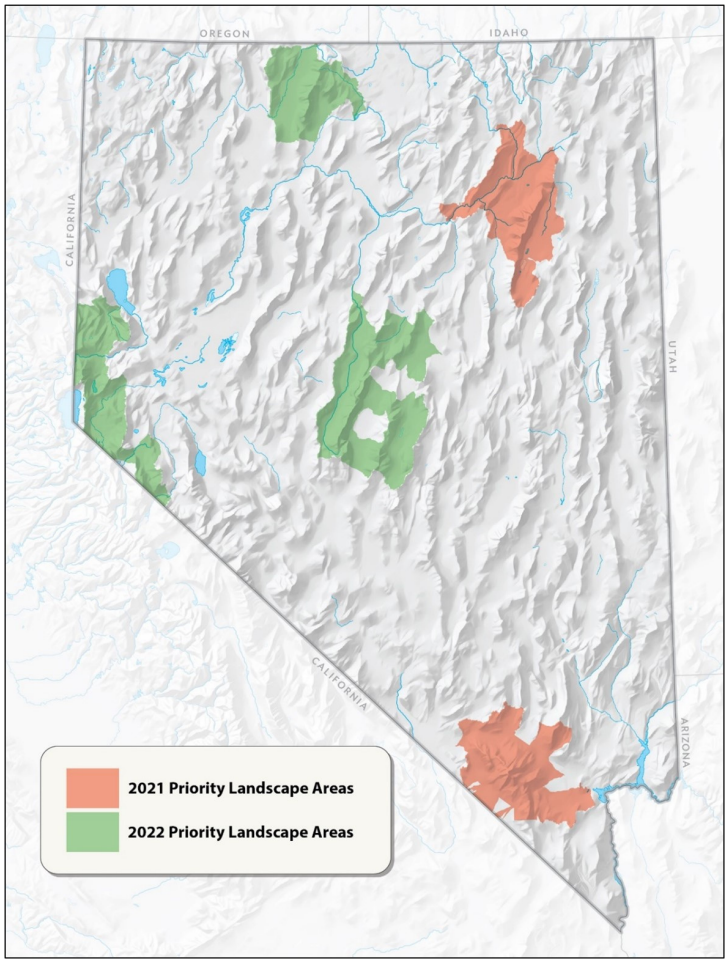 OREGON
IDAHO
CALIFORNIA
UTAH
CALIFORNIA
ARIZONA
2021 Priority Landscape Areas
2022 Priority Landscape Areas